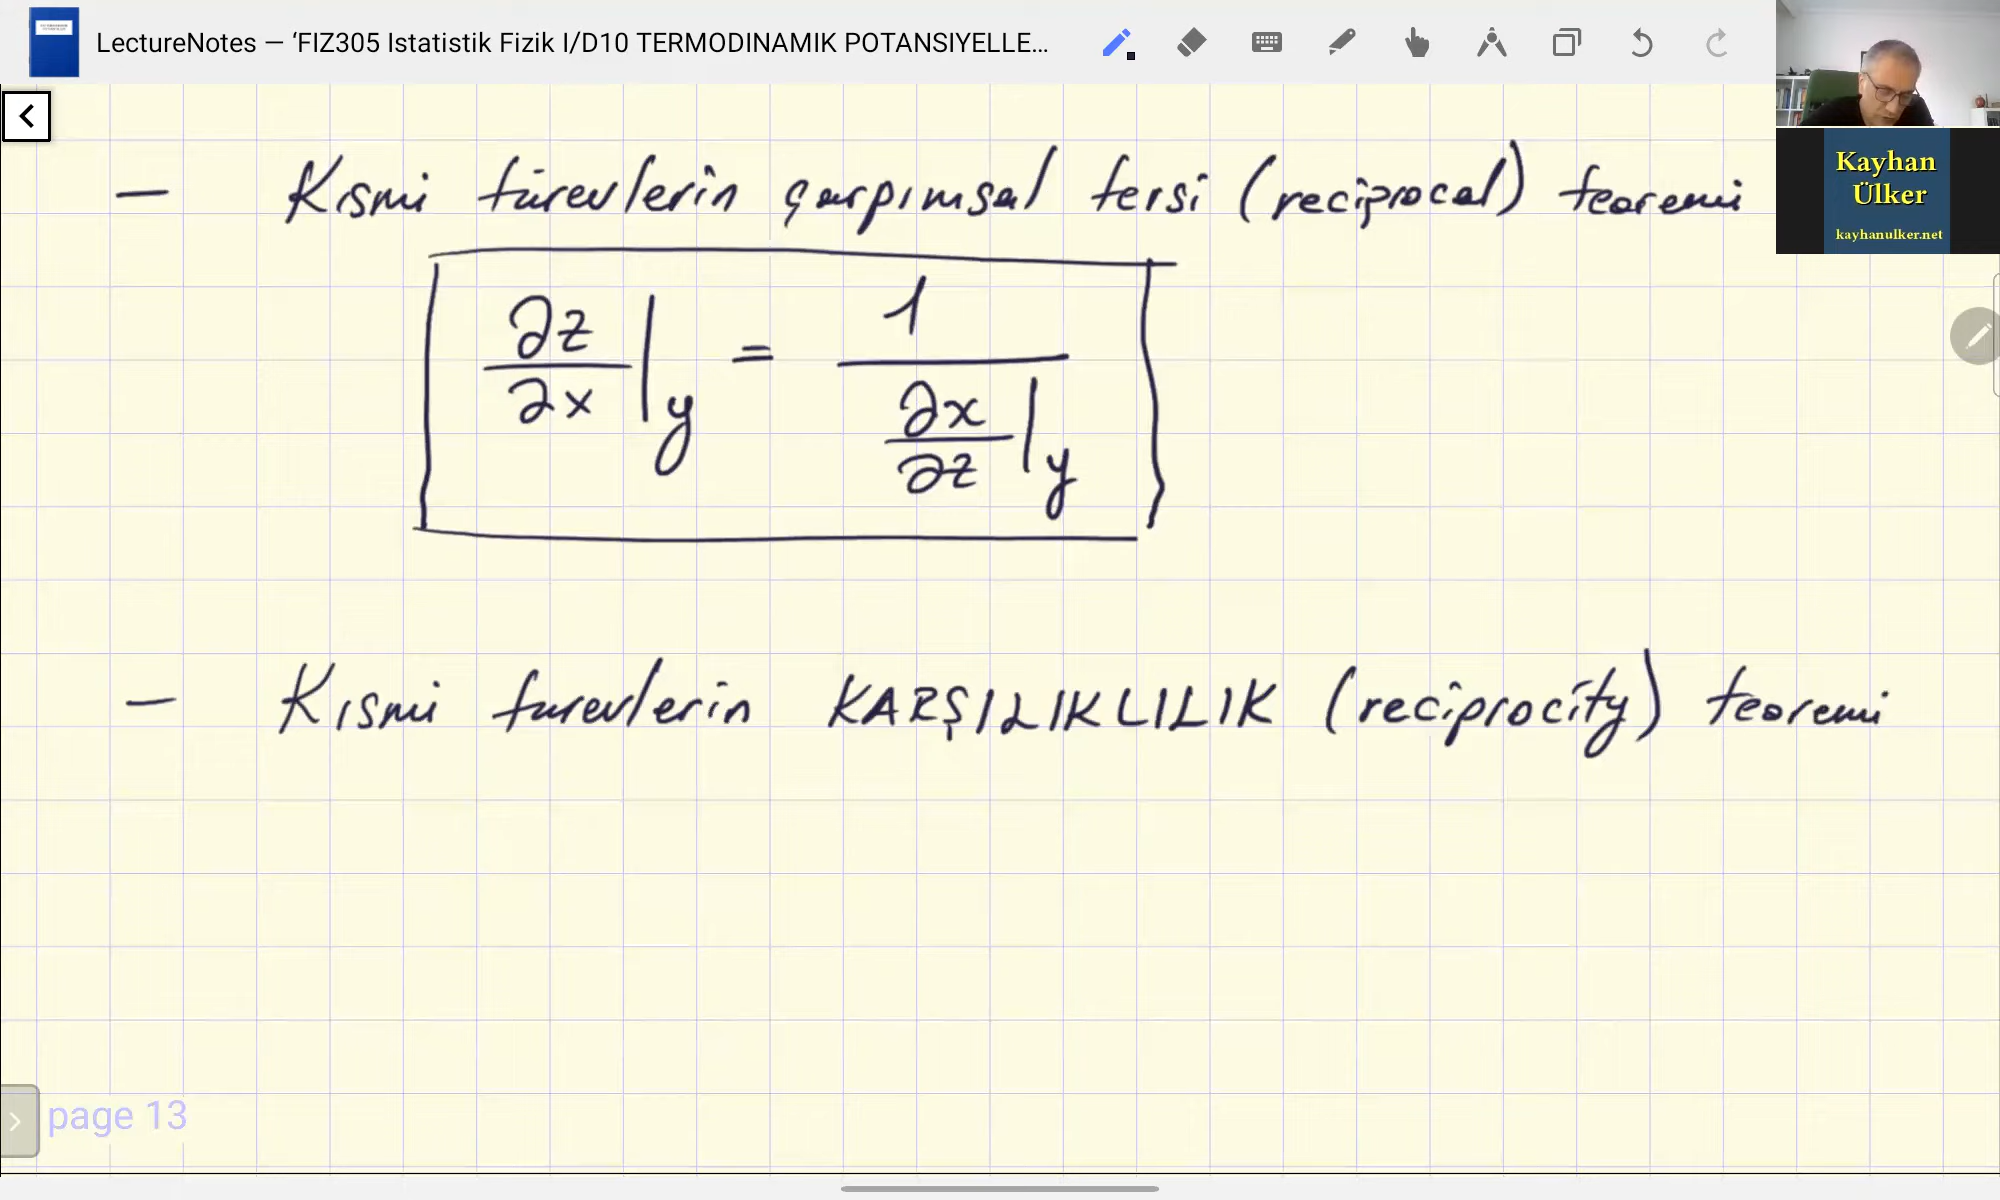 LectureNotes — ‘FIZ305 Istatistik Fizik I/D10 TERMODINAMIK POTANSIYELLE...
Kayhan
Ülker
kayhanulker.net
— Kısmi türevlerin çarpımsal tersi (reciprocal) teoremi
∂z/∂x|y = 1/(∂x/∂z|y)
— Kısmi turevlerin KARŞILIKLILIK (reciprocity) teoremi
page 13